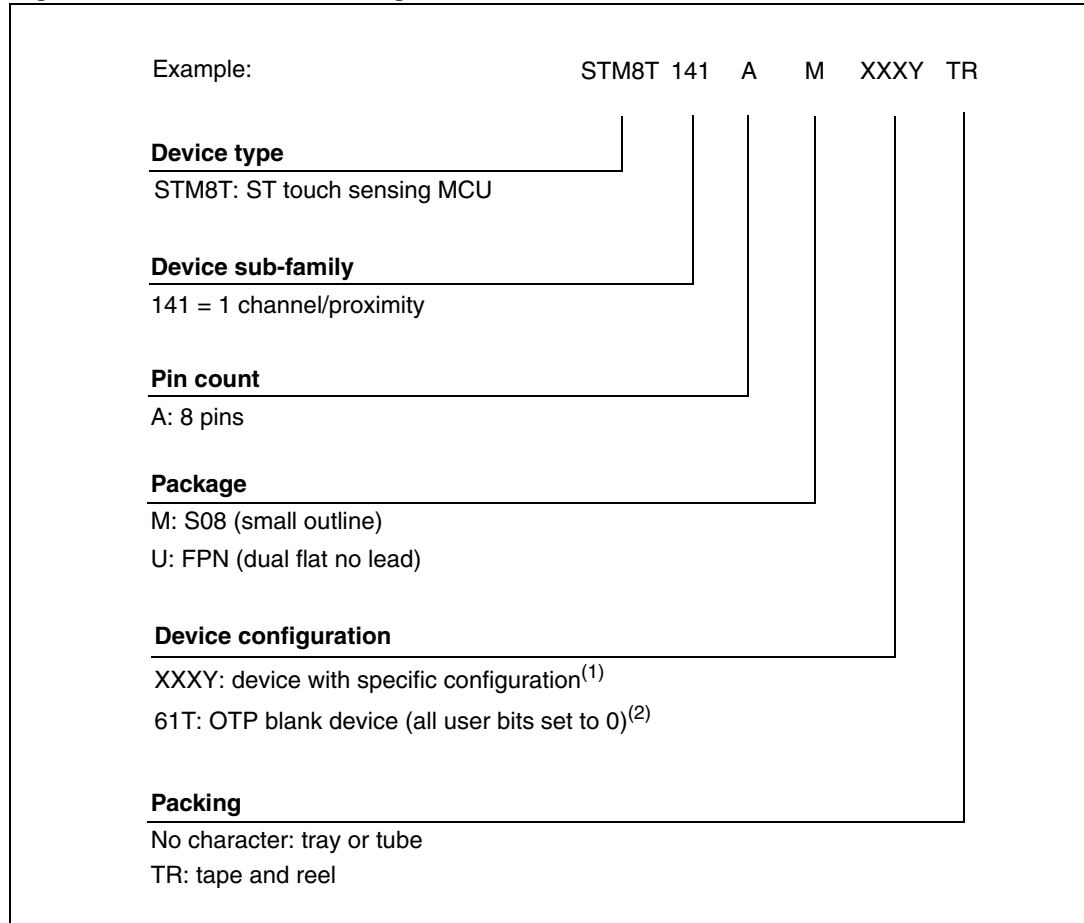 Example: STM8T 141 A M XXXY TR
Device type
STM8T: ST touch sensing MCU
Device sub-family
141 = 1 channel/proximity
Pin count
A: 8 pins
Package
M: S08 (small outline)
U: FPN (dual flat no lead)
Device configuration
XXXY: device with specific configuration(1)
61T: OTP blank device (all user bits set to 0)(2)
Packing
No character: tray or tube
TR: tape and reel